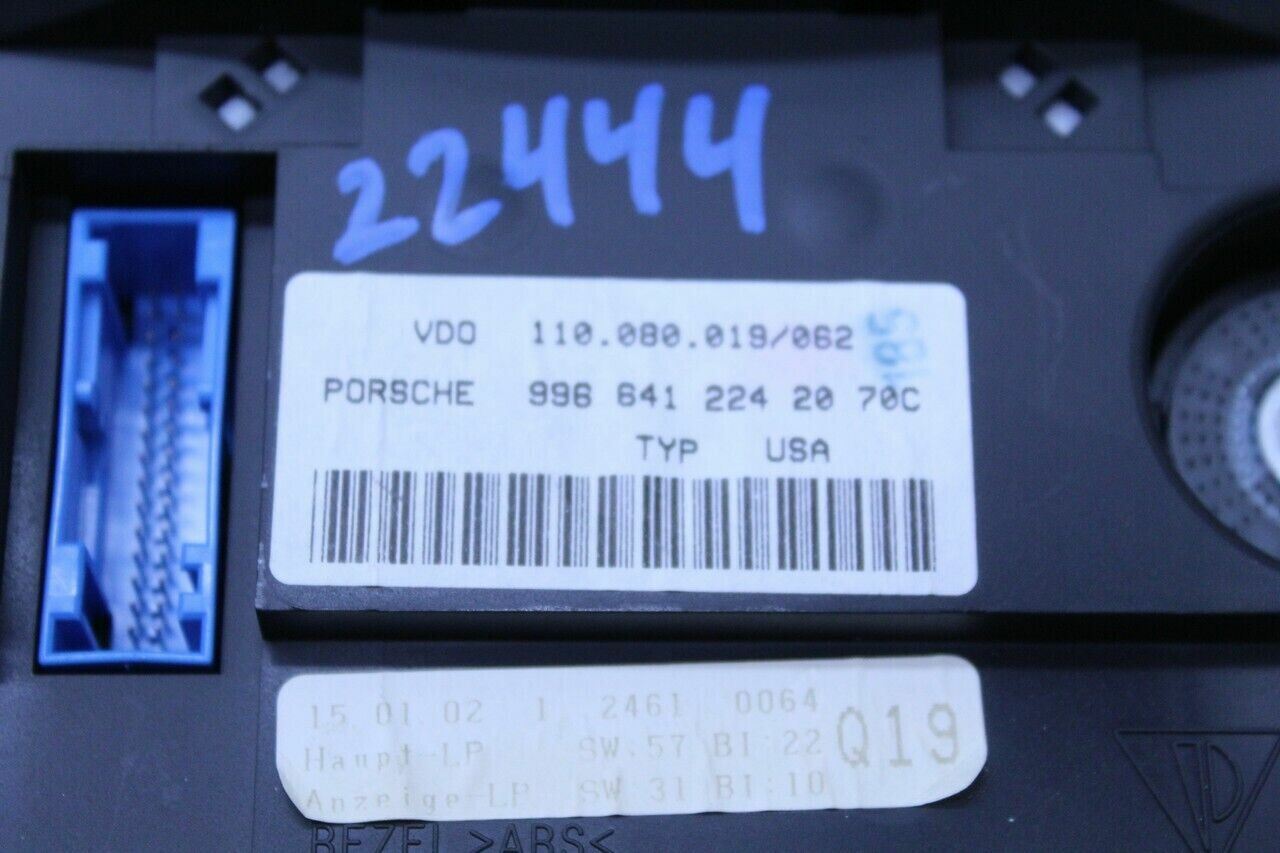 22444
VDO 110.080.019/062
185
PORSCHE 996 641 224 20 70C
TYP USA
15.01.02 1 2461 0064
Haupt-LP SW.57 BI:22
Q19
Anzeige-LP SW 31 BI:10
BEZEL >ABS<